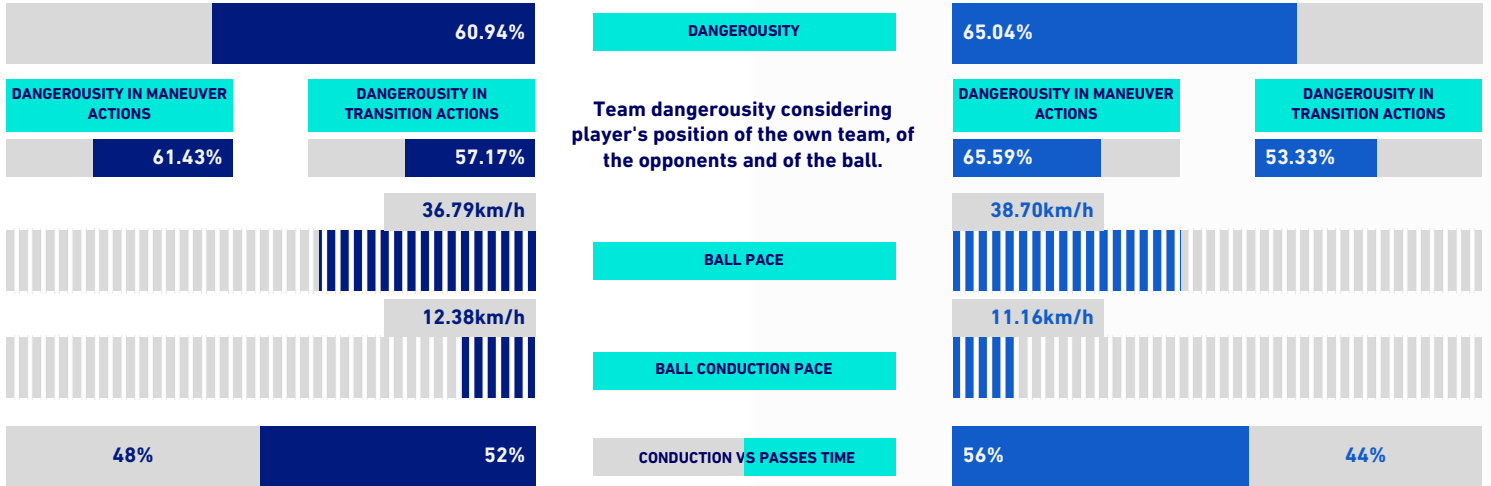 60.94%
DANGEROUSITY
65.04%
DANGEROUSITY IN MANEUVER
ACTIONS
61.43%
DANGEROUSITY IN
TRANSITION ACTIONS
57.17%
Team dangerousity considering
player's position of the own team, of
the opponents and of the ball.
DANGEROUSITY IN MANEUVER
ACTIONS
65.59%
DANGEROUSITY IN
TRANSITION ACTIONS
53.33%
36.79km/h
BALL PACE
38.70km/h
12.38km/h
BALL CONDUCTION PACE
11.16km/h
48%
52%
CONDUCTION VS PASSES TIME
56%
44%